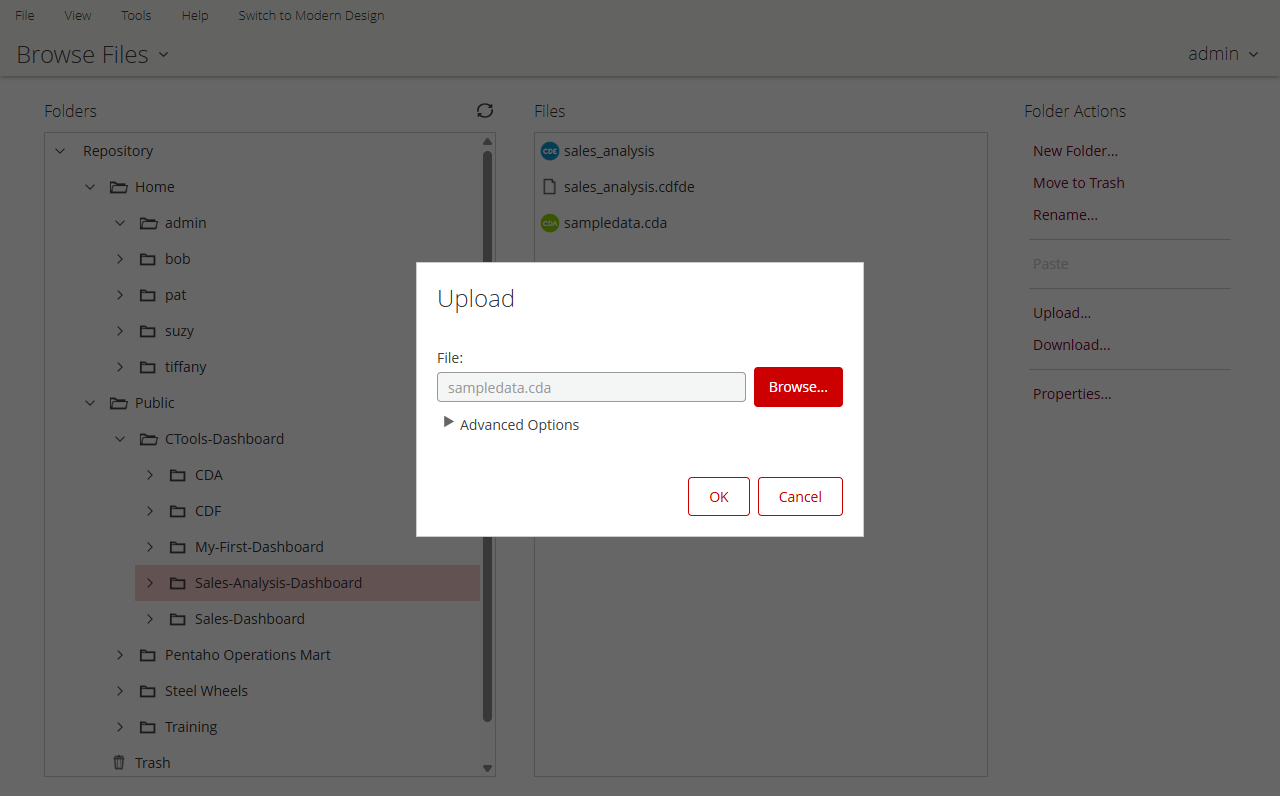 File View Tools Help Switch to Modern Design
Browse Files admin
Folders
Repository
Home
admin
bob
pat
suzy
tiffany
Public
CTools-Dashboard
CDA
CDF
My-First-Dashboard
Sales-Analysis-Dashboard
Sales-Dashboard
Pentaho Operations Mart
Steel Wheels
Training
Trash
Files
CDE sales_analysis
sales_analysis.cdfde
CDA sampledata.cda
Folder Actions
New Folder...
Move to Trash
Rename...
Paste
Upload...
Download...
Properties...
Upload
File:
sampledata.cda Browse...
Advanced Options
OK Cancel